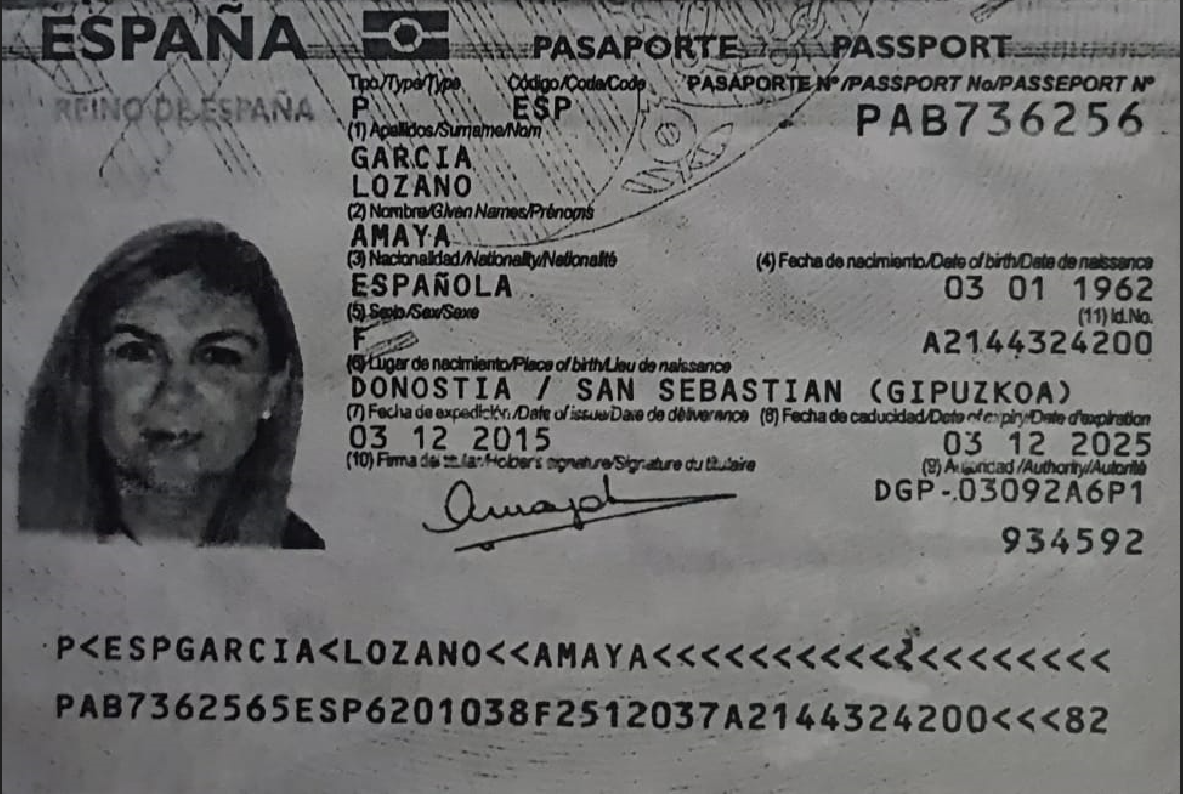 ESPAÑA
PASAPORTE PASSPORT
REINO DE ESPAÑA
Tipo/Type/Type Código/Code/Code PASAPORTE Nº/PASSPORT No/PASSEPORT Nº
P ESP PAB736256
(1) Apellidos/Surname/Nom
GARCIA
LOZANO
(2) Nombre/Given Names/Prénoms
AMAYA
(3) Nacionalidad/Nationality/Nationalité (4) Fecha de nacimiento/Date of birth/Date de naissance
ESPAÑOLA 03 01 1962
(5) Sexo/Sex/Sexe (11) Id.No.
F A2144324200
(6) Lugar de nacimiento/Place of birth/Lieu de naissance
DONOSTIA / SAN SEBASTIAN (GIPUZKOA)
(7) Fecha de expedición/Date of issue/Date de délivrance (8) Fecha de caducidad/Date of expiry/Date d'expiration
03 12 2015 03 12 2025
(10) Firma del titular/Holders signature/Signature du titulaire (9) Autoridad/Authority/Autorité
DGP-03092A6P1
934592
P<ESPGARCIA<LOZANO<<AMAYA<<<<<<<<<<<<<<<<<<<
PAB7362565ESP6201038F2512037A2144324200<<<82